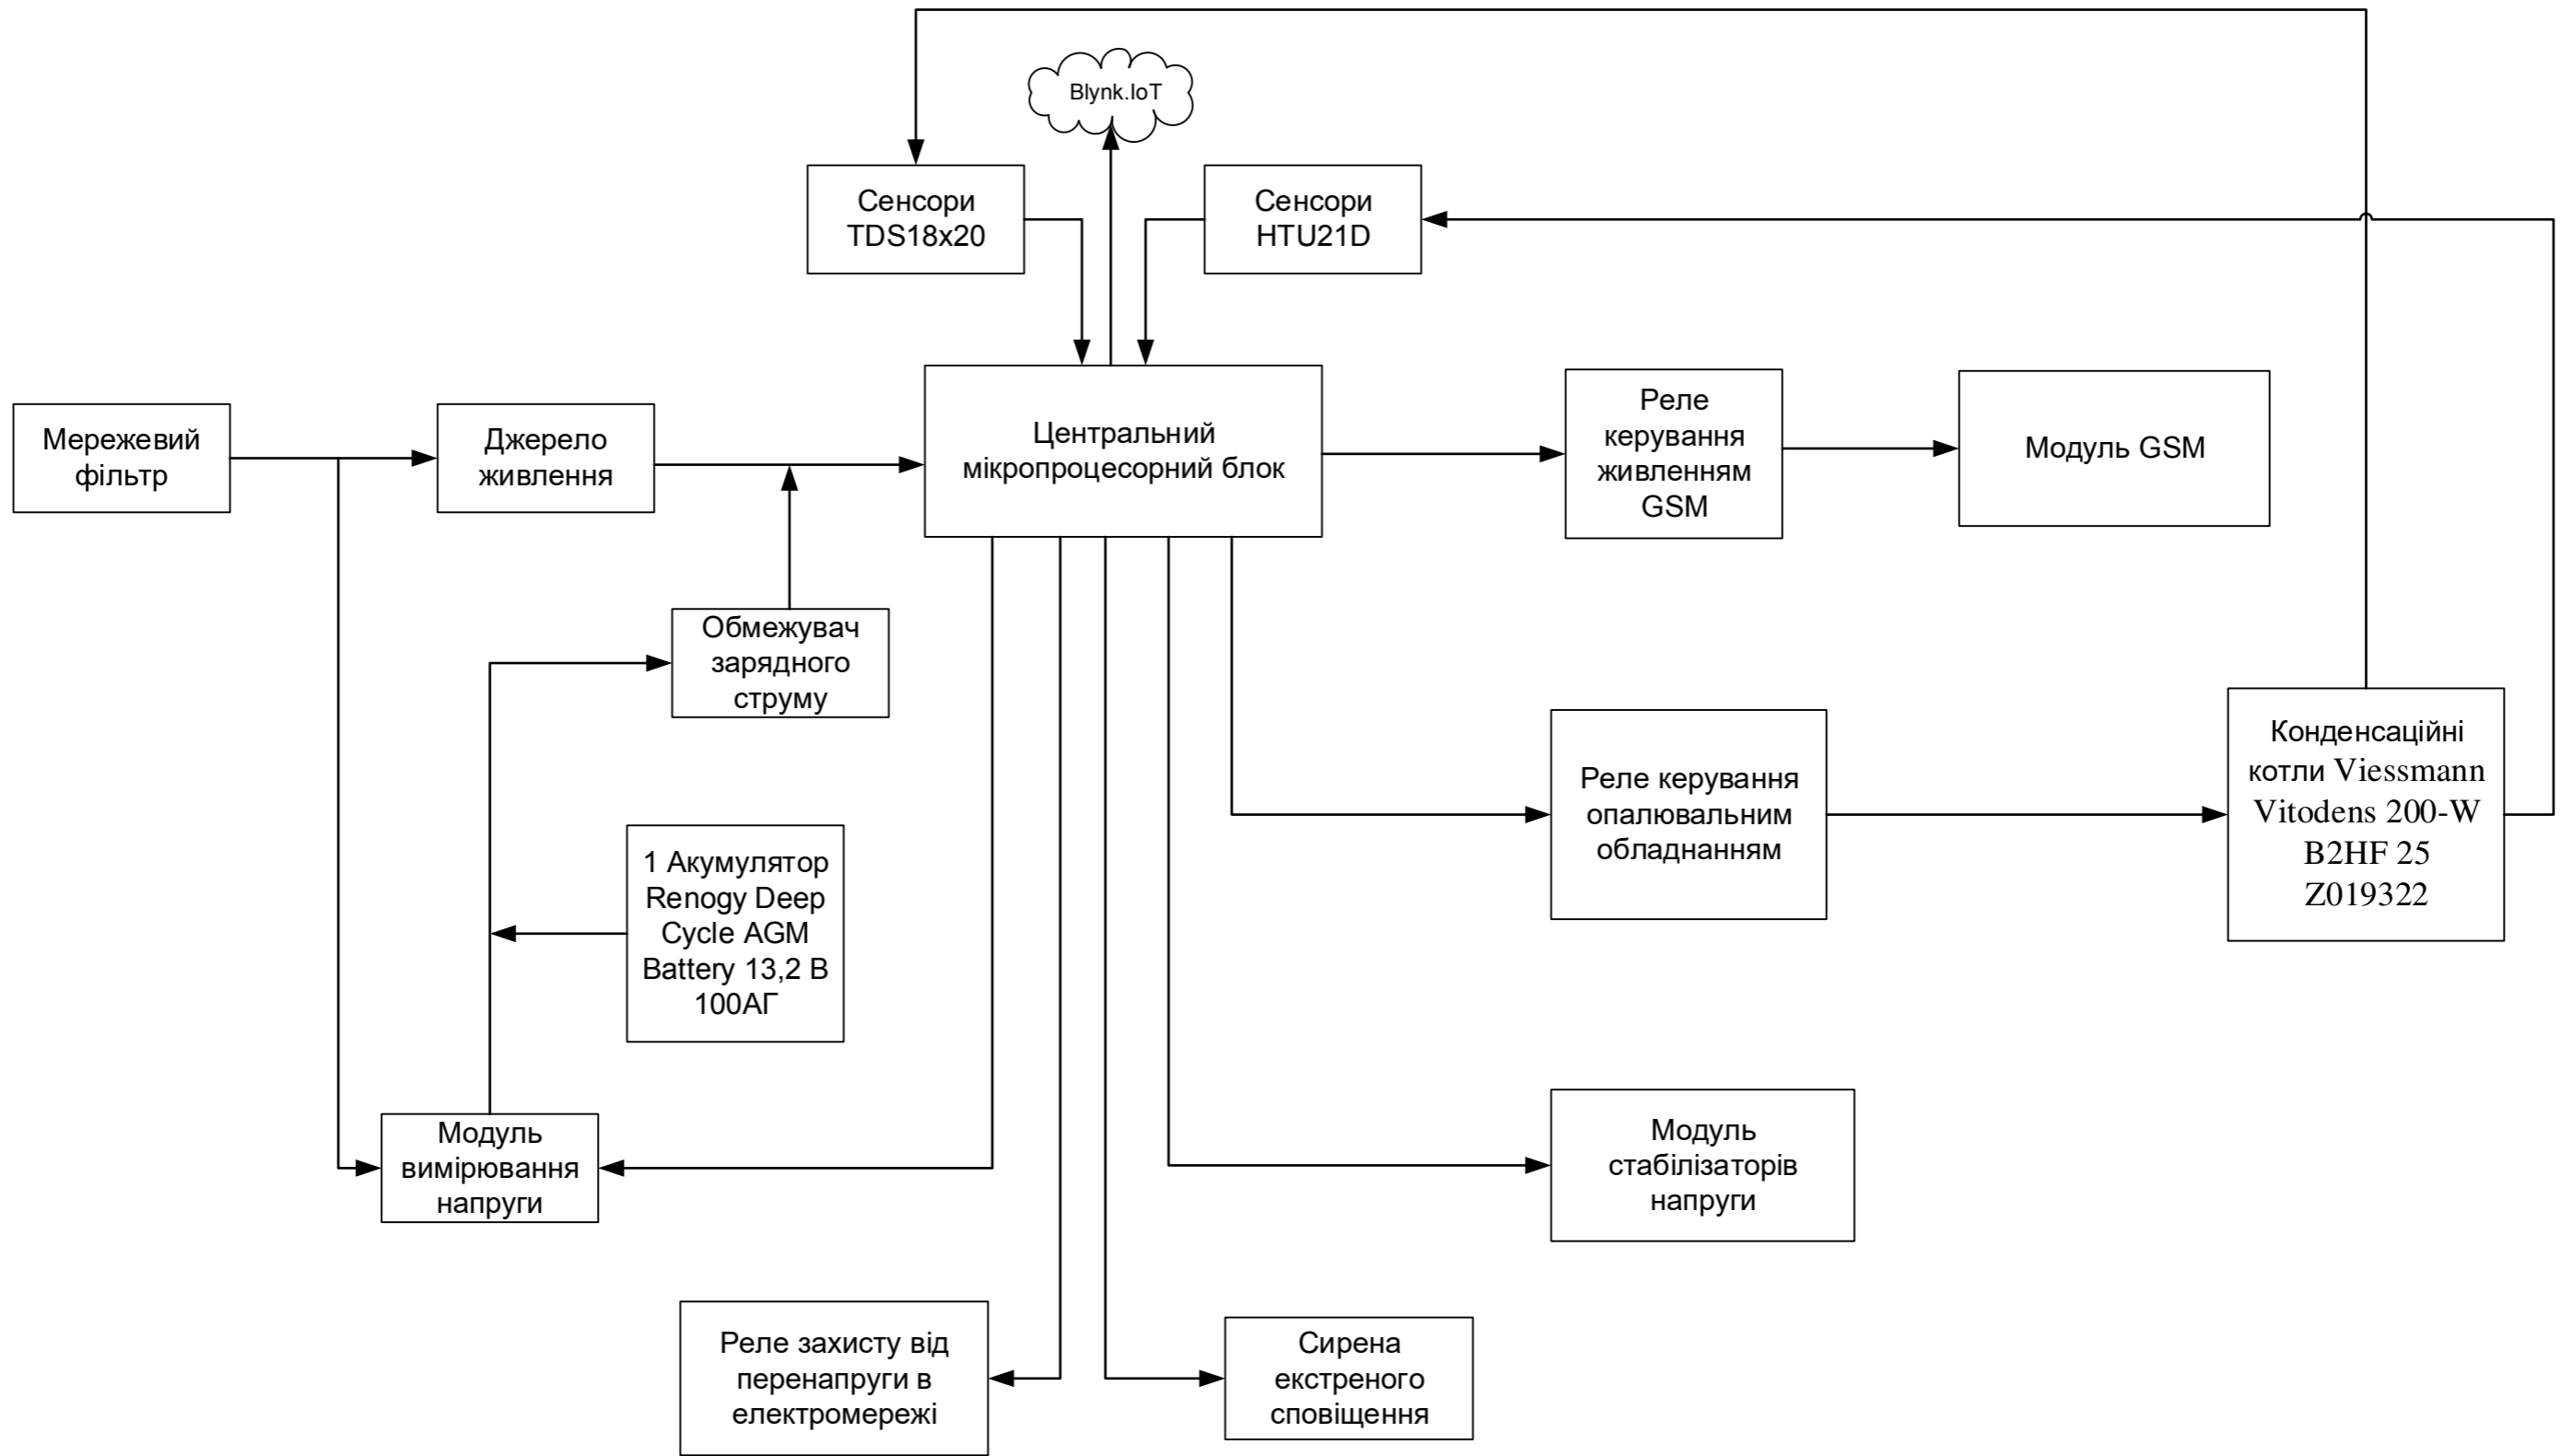 Blynk.IoT
Сенсори
TDS18x20
Сенсори
HTU21D
Мережевий
фільтр
Джерело
живлення
Центральний
мікропроцесорний блок
Реле
керування
живленням
GSM
Модуль GSM
Обмежувач
зарядного
струму
Реле керування
опалювальним
обладнанням
Конденсаційні
котли Viessmann
Vitodens 200-W
B2HF 25
Z019322
1 Акумулятор
Renogy Deep
Cycle AGM
Battery 13,2 В
100АГ
Модуль
вимірювання
напруги
Модуль
стабілізаторів
напруги
Реле захисту від
перенапруги в
електромережі
Сирена
екстреного
сповіщення